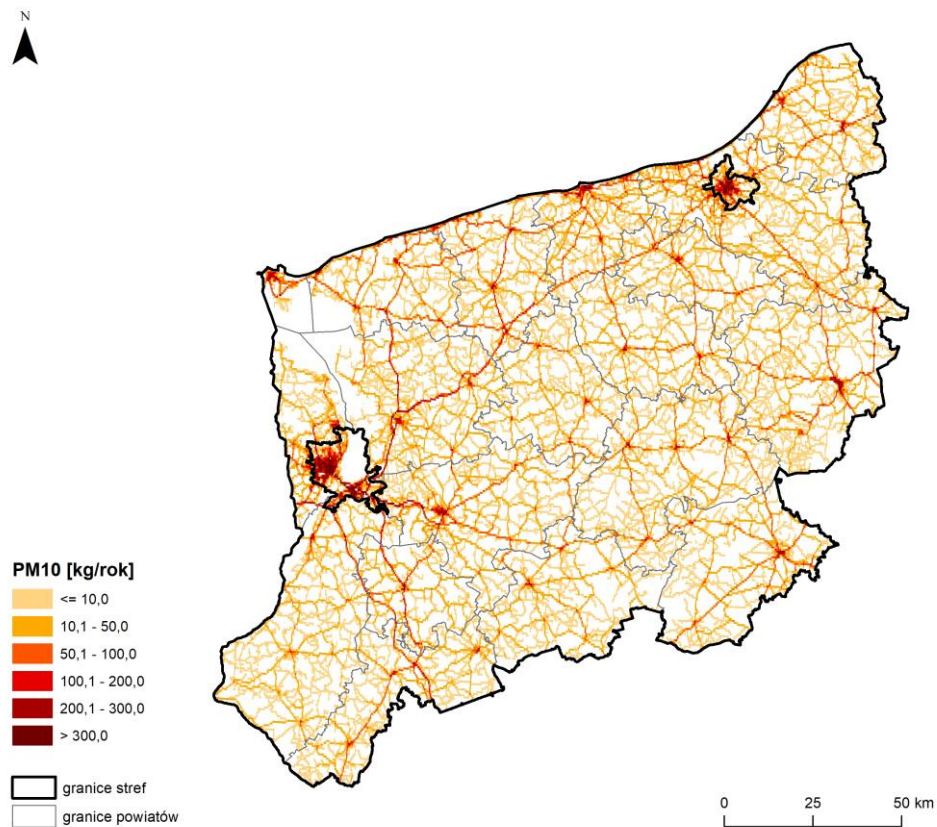 N
PM10 [kg/rok]
<= 10,0
10,1 - 50,0
50,1 - 100,0
100,1 - 200,0
200,1 - 300,0
> 300,0
granice stref
granice powiatów
0 25 50 km